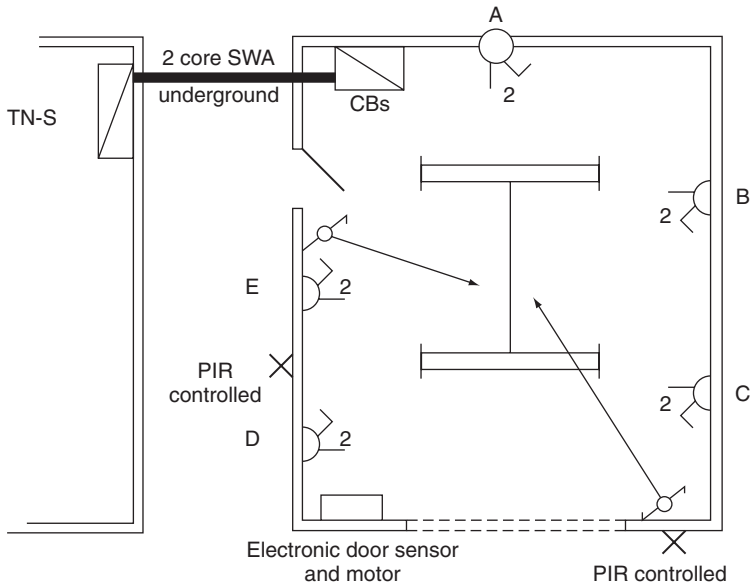 A
2 core SWA
underground
CBs
TN-S
2
B
2
E
2
PIR
controlled
C
2
D
2
Electronic door sensor
and motor
PIR controlled